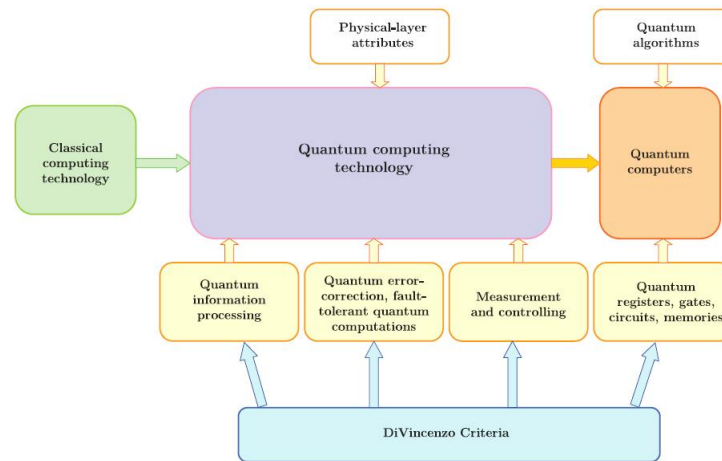 Physical-layer
attributes
Quantum
algorithms
Classical
computing
technology
Quantum computing
technology
Quantum
computers
Quantum
information
processing
Quantum error-
correction, fault-
tolerant quantum
computations
Measurement
and controlling
Quantum
registers, gates,
circuits, memories
DiVincenzo Criteria